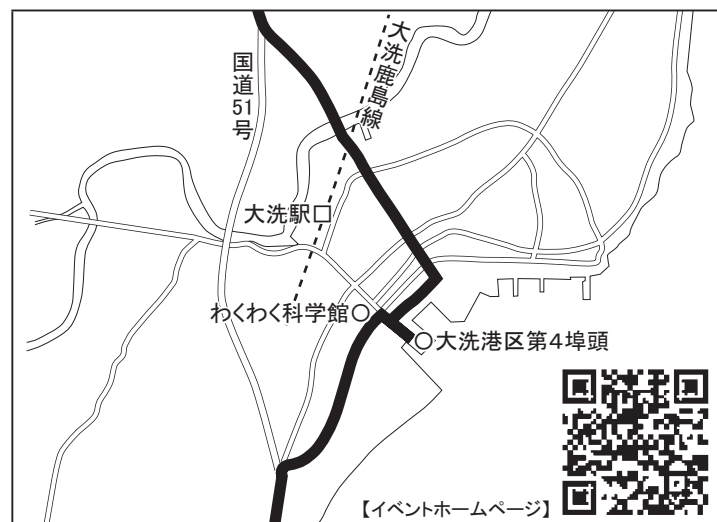 国道51号
大洗鹿島線
大洗駅
わくわく科学館
大洗港区第4埠頭
【イベントホームページ】